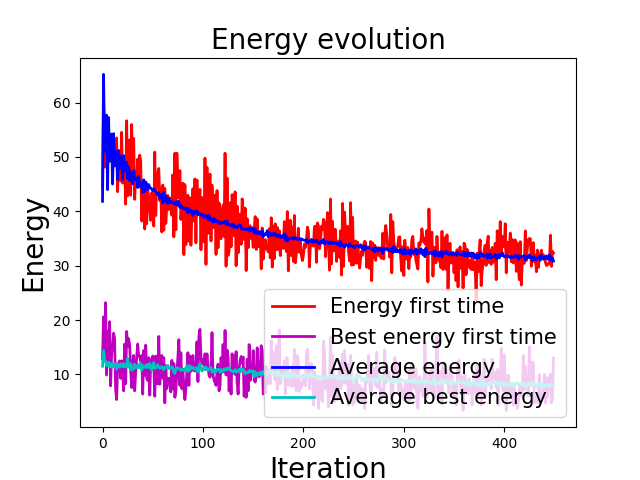 Energy evolution
Energy
60
50
40
30
20
10
Energy first time
Best energy first time
Average energy
Average best energy
0
100
200
300
400
Iteration